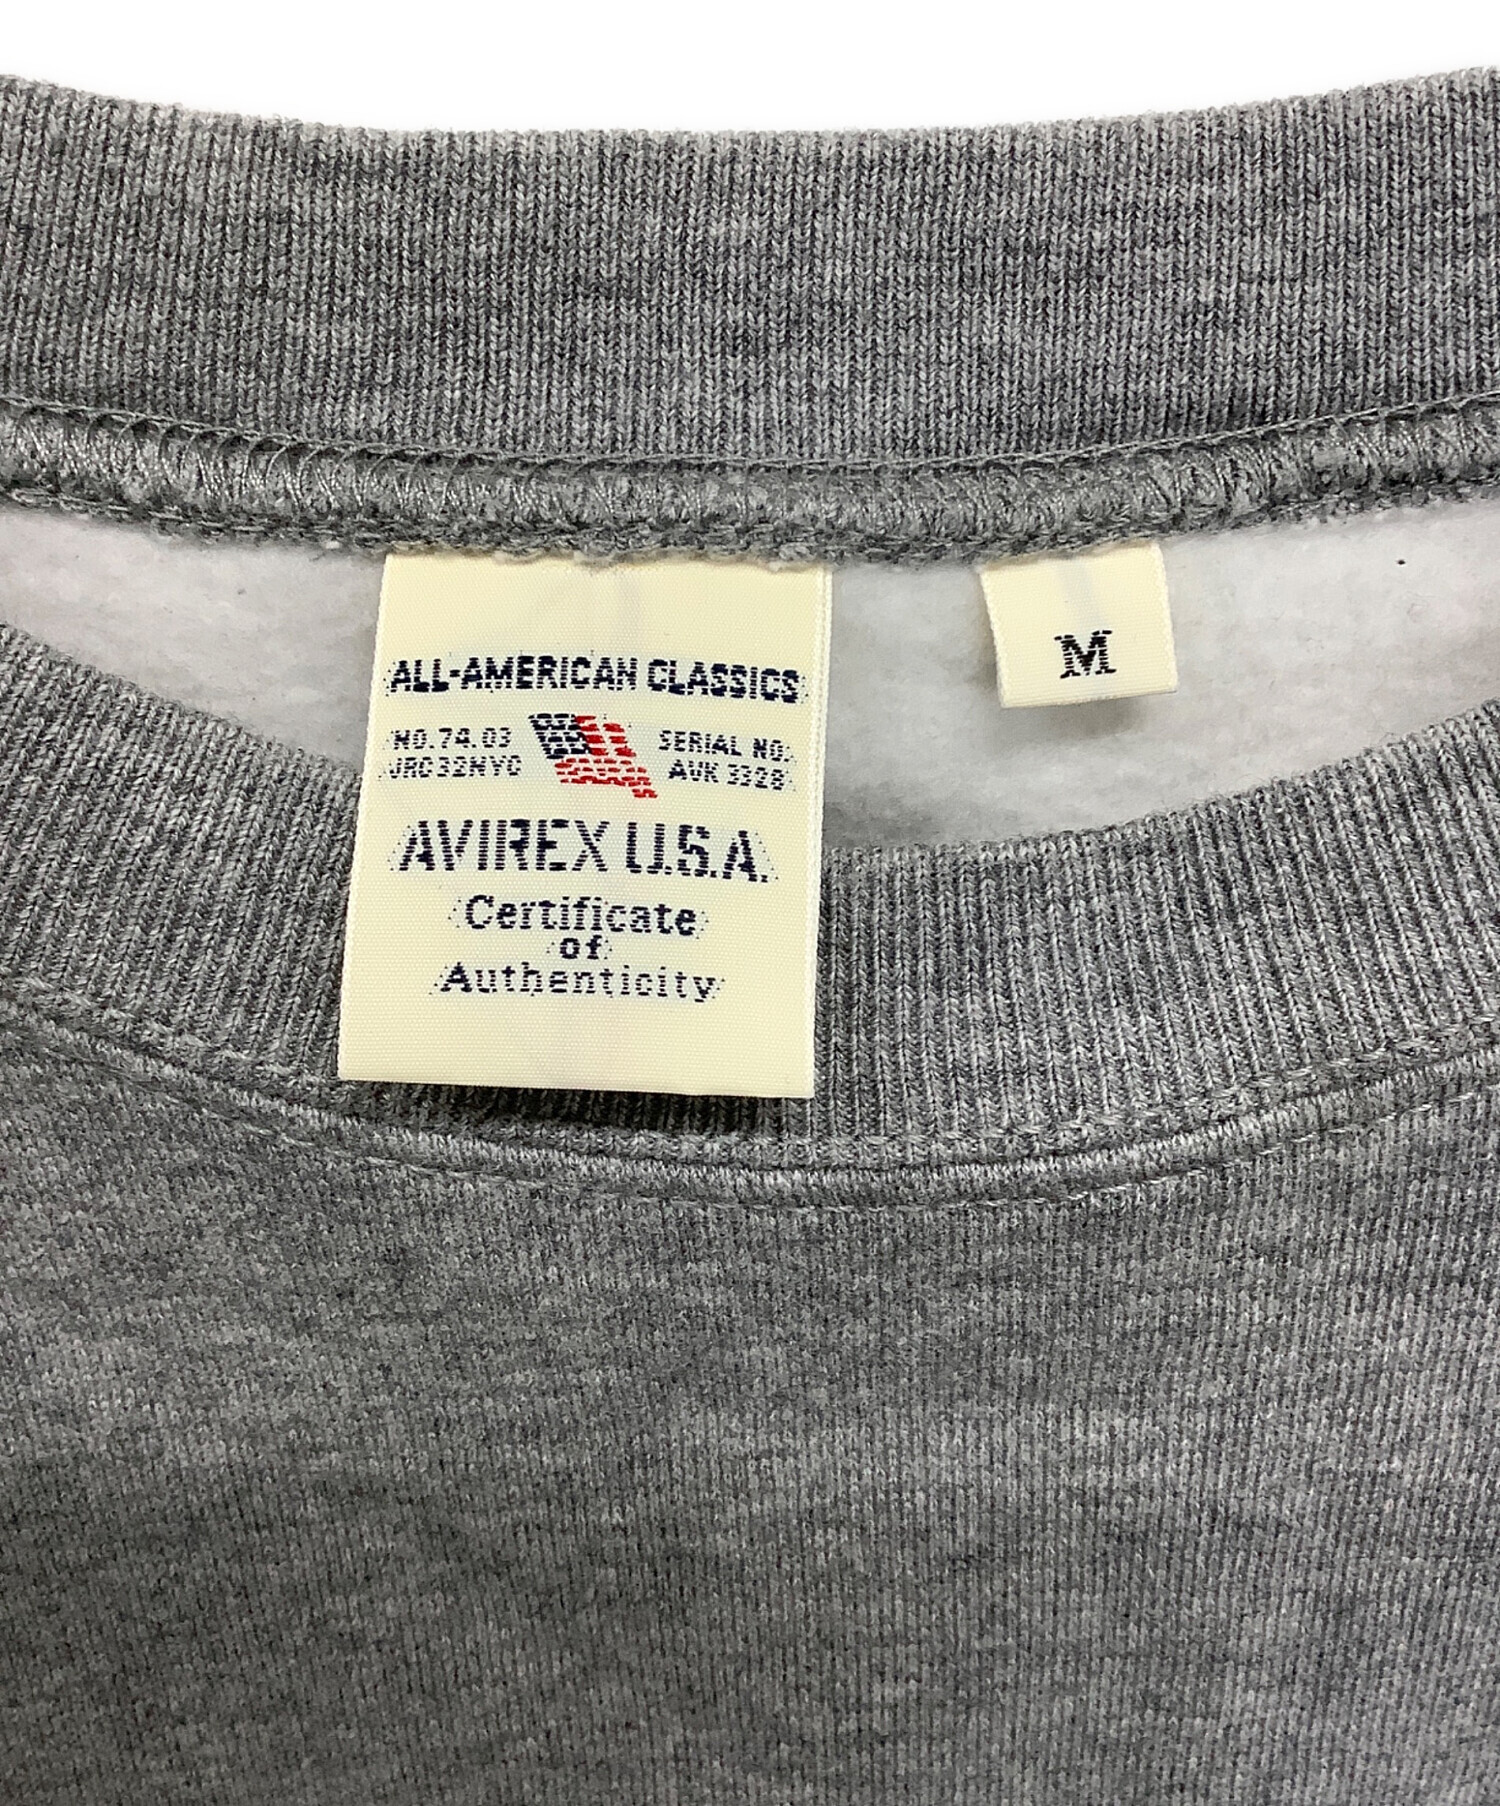 ALL-AMERICAN CLASSICS
NO.74.03
JRC32NYC
SERIAL NO.
AVK 3328
AVIREX U.S.A.
Certificate
of
Authenticity
M